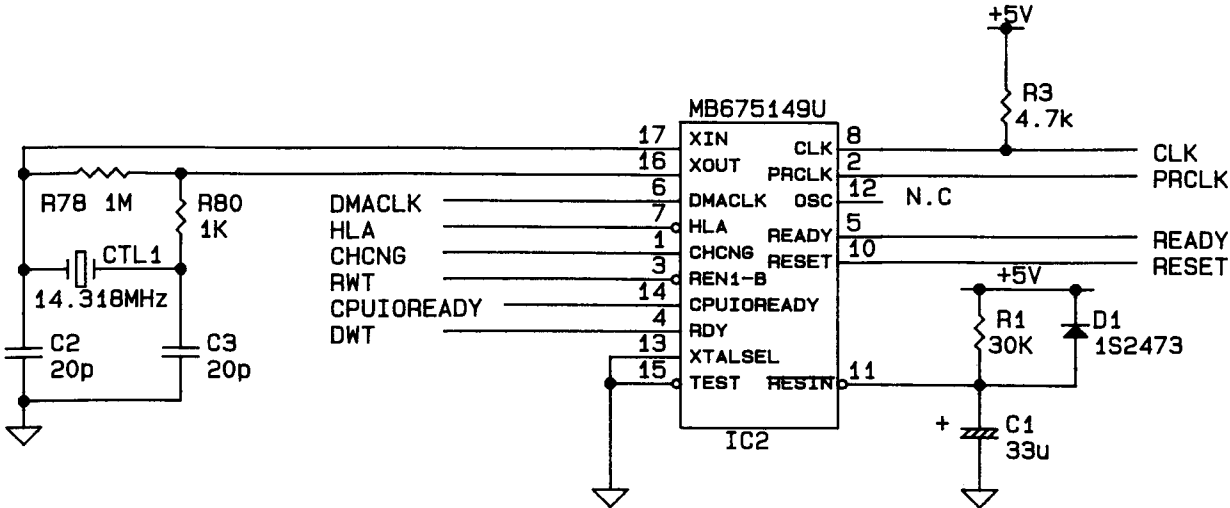 +5V
R3
4.7k
MB675149U
17 XIN
CLK 8
CLK
16 XOUT
PRCLK 2
PRCLK
R78 1M
R80
1K
DMACLK
6 DMACLK
OSC 12
N.C
HLA
7 HLA
READY 5
READY
CHCNG
1 CHCNG
RESET 10
RESET
RWT
3 REN1-B
CPUIOREADY
14 CPUIOREADY
DWT
4 RDY
13 XTALSEL
15 TEST
RESIN 11
IC2
CTL1
14.318MHz
C2
20p
C3
20p
+5V
R1
30K
D1
1S2473
+
C1
33u